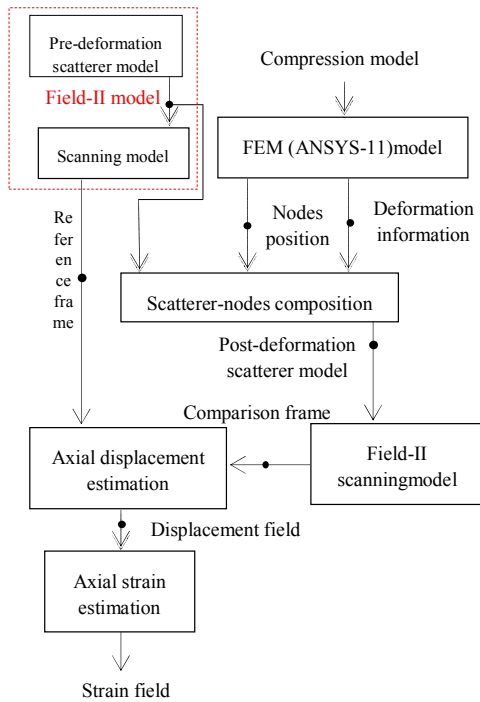 Pre-deformation
scatterer model
Field-II model
Scanning model
Compression model
FEM (ANSYS-11)model
Re
fer
en
ce
fra
me
Nodes
position
Deformation
information
Scatterer-nodes composition
Post-deformation
scatterer model
Comparison frame
Axial displacement
estimation
Field-II
scanningmodel
Displacement field
Axial strain
estimation
Strain field